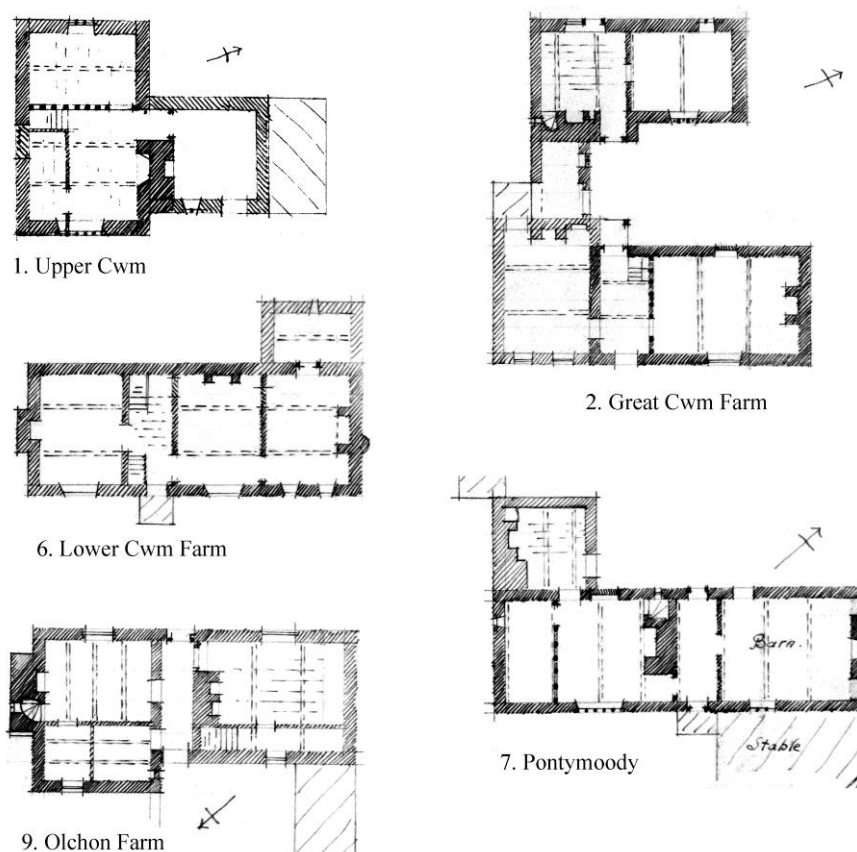 1. Upper Cwm
2. Great Cwm Farm
6. Lower Cwm Farm
Barn.
Stable
7. Pontymoody
9. Olchon Farm